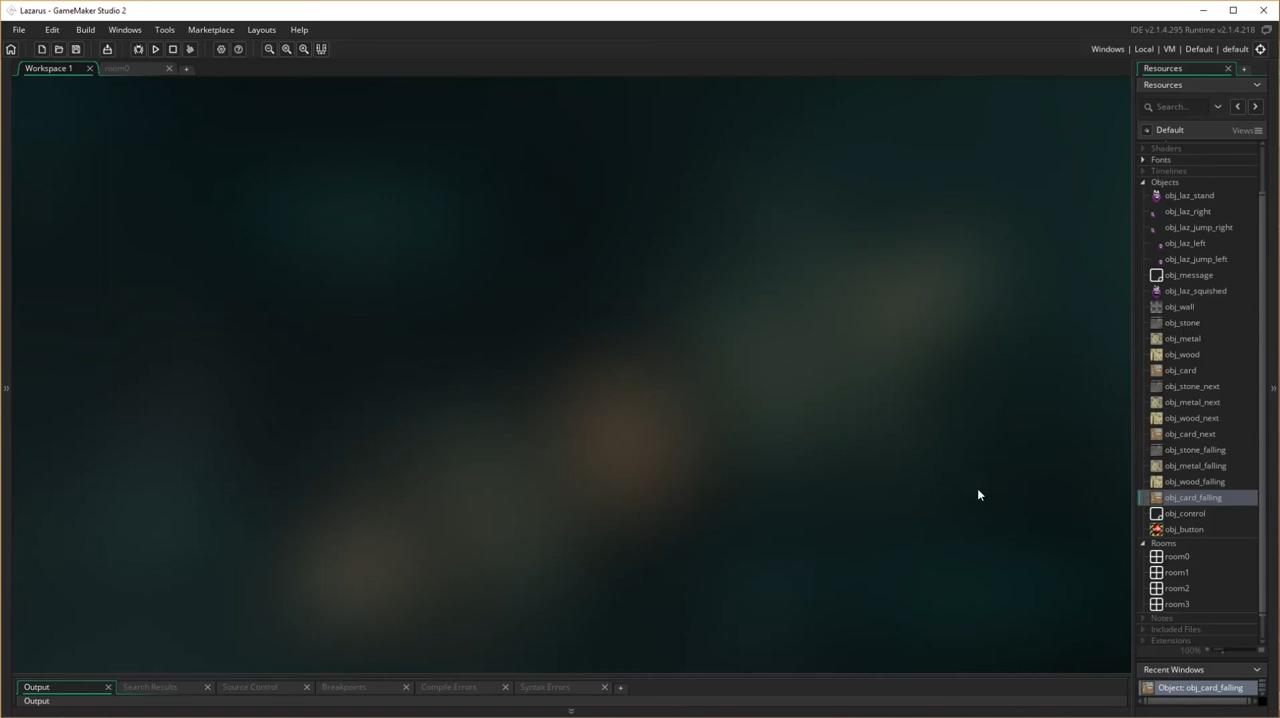 Lazarus - GameMaker Studio 2
File Edit Build Windows Tools Marketplace Layouts Help
IDE v2.1.4.295 Runtime v2.1.4.218
Windows | Local | VM | Default | default
Workspace 1
room0
Resources
Resources
Search...
Default
Views
Shaders
Fonts
Timelines
Objects
obj_laz_stand
obj_laz_right
obj_laz_jump_right
obj_laz_left
obj_laz_jump_left
obj_message
obj_laz_squished
obj_wall
obj_stone
obj_metal
obj_wood
obj_card
obj_stone_next
obj_metal_next
obj_wood_next
obj_card_next
obj_stone_falling
obj_metal_falling
obj_wood_falling
obj_card_falling
obj_control
obj_button
Rooms
room0
room1
room2
room3
Notes
Included Files
Extensions
100%
Recent Windows
Object: obj_card_falling
Output Search Results Source Control Breakpoints Compile Errors Syntax Errors
Output